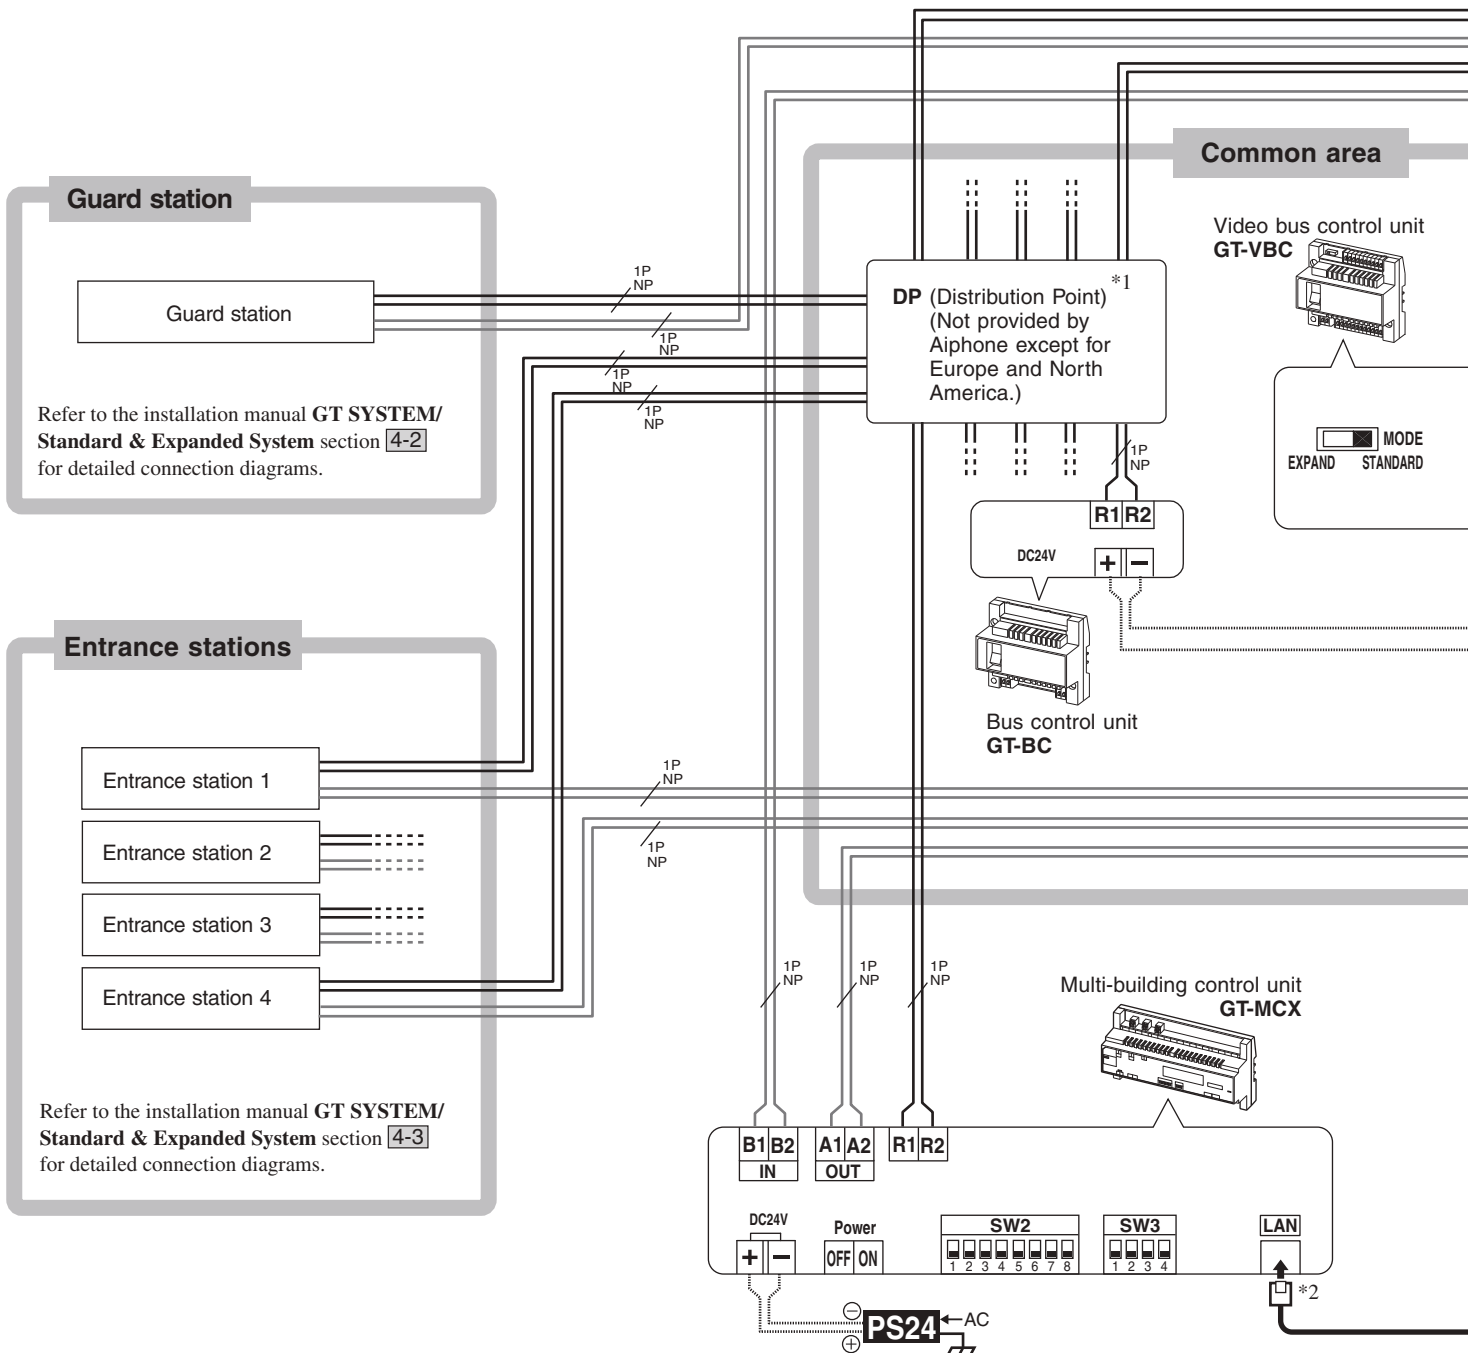 Common area
Guard station
Video bus control unit
GT-VBC
1P
NP
Guard station
1P
NP
1P
NP
1P
NP
DP (Distribution Point) *1
(Not provided by
Aiphone except for
Europe and North
America.)
MODE
EXPAND STANDARD
Refer to the installation manual GT SYSTEM/
Standard & Expanded System section 4-2
for detailed connection diagrams.
1P
NP
R1 R2
DC24V
+ −
Bus control unit
GT-BC
Entrance stations
Entrance station 1
Entrance station 2
Entrance station 3
Entrance station 4
1P
NP
1P
NP
1P
NP
1P
NP
1P
NP
Multi-building control unit
GT-MCX
Refer to the installation manual GT SYSTEM/
Standard & Expanded System section 4-3
for detailed connection diagrams.
B1 B2
IN
A1 A2
OUT
R1 R2
DC24V
+ −
Power
OFF ON
SW2
1 2 3 4 5 6 7 8
SW3
1 2 3 4
LAN
*2
⊖
⊕
PS24
AC